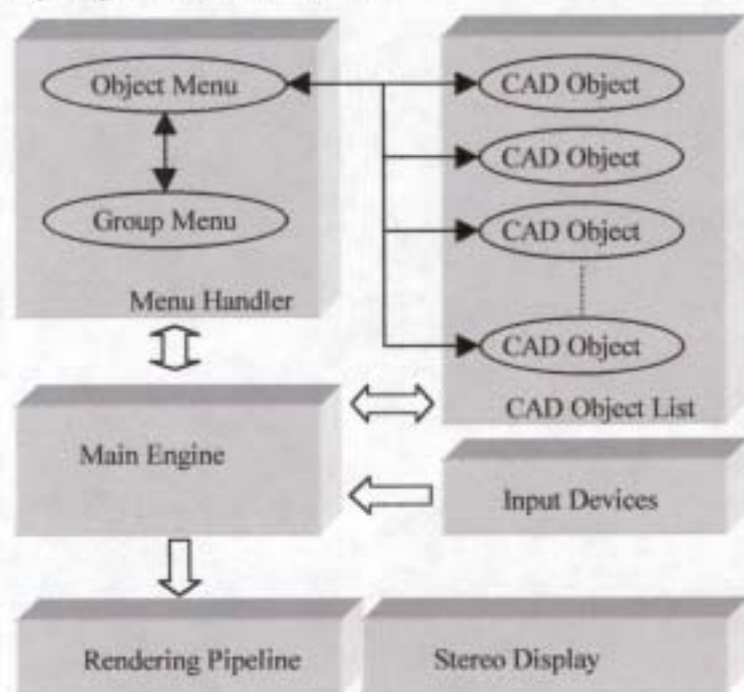 Object Menu
Group Menu
Menu Handler
CAD Object
CAD Object
CAD Object
CAD Object
CAD Object List
Main Engine
Input Devices
Rendering Pipeline
Stereo Display